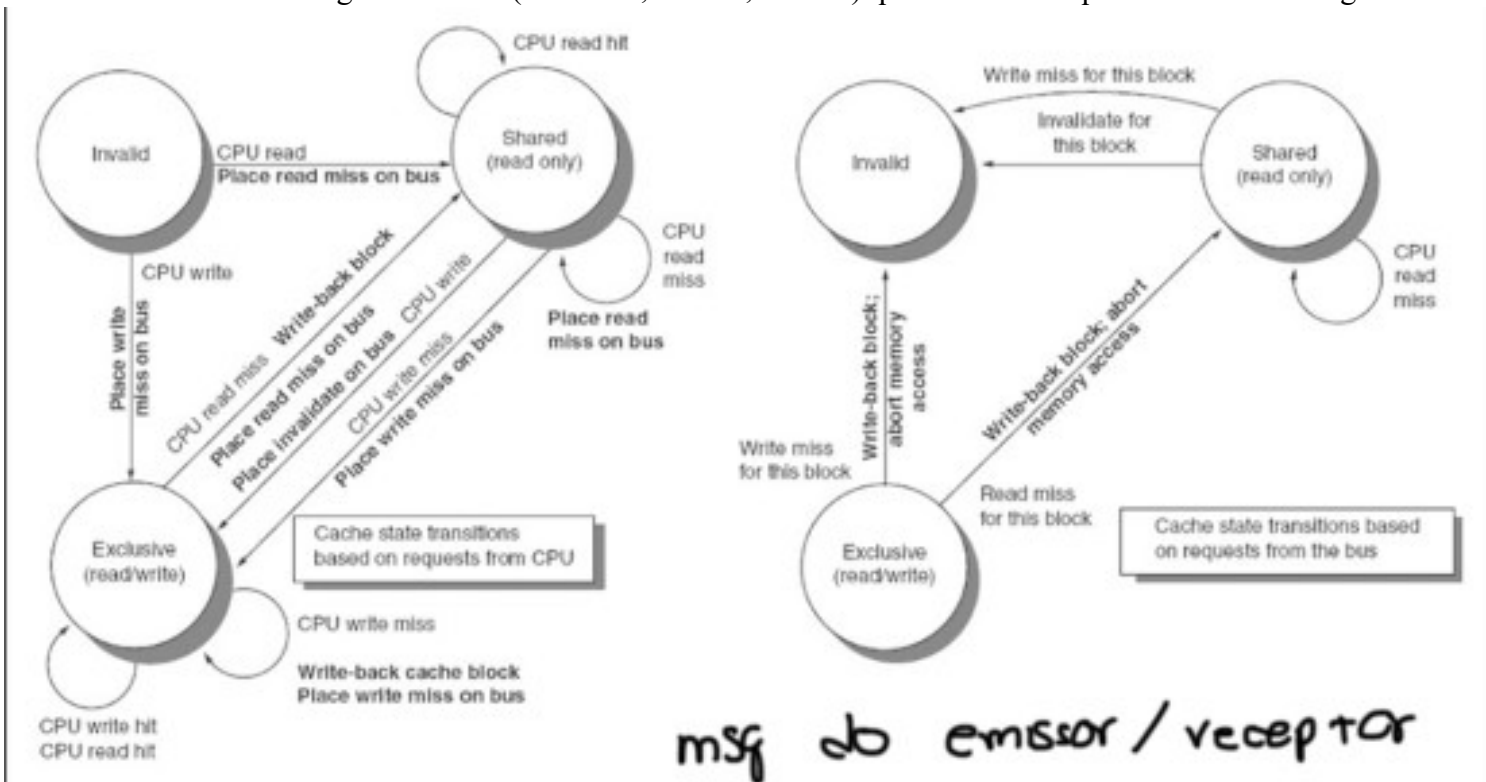 CPU read hit
Invalid
CPU read
Place read miss on bus
Shared
(read only)
CPU write
Place write
miss on bus
CPU read miss Write-back block
Place read miss on bus
Place invalidate on bus CPU write
CPU write miss
Place write miss on bus
CPU
read
miss
Place read
miss on bus
Exclusive
(read/write)
Cache state transitions
based on requests from CPU
CPU write miss
Write-back cache block
Place write miss on bus
CPU write hit
CPU read hit
Write miss for this block
Invalidate for
this block
Invalid
Shared
(read only)
CPU
read
miss
Write-back block;
abort memory
access
Write-back block; abort
memory access
Write miss
for this block
Read miss
for this block
Exclusive
(read/write)
Cache state transitions based
on requests from the bus
msg do emissor / receptor